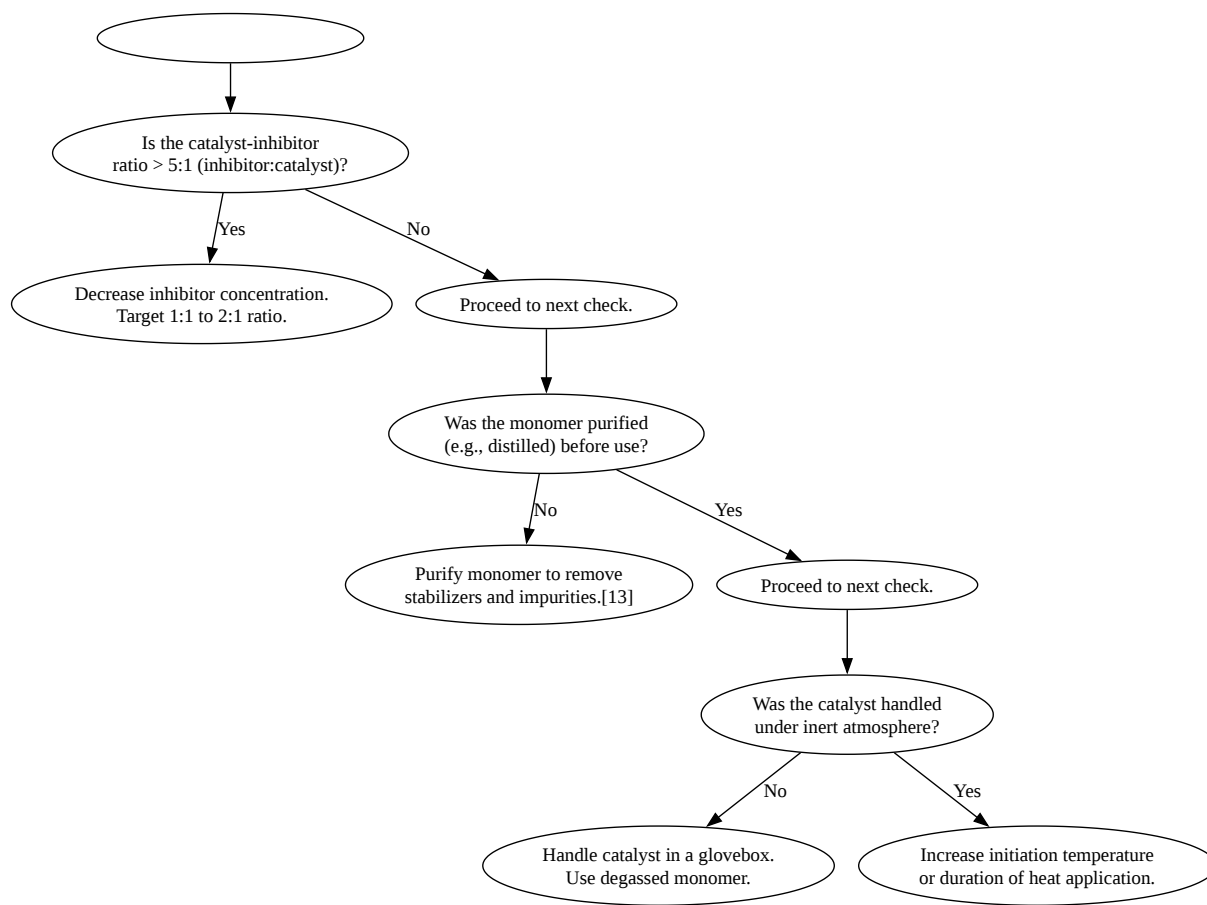 Is the catalyst-inhibitor
ratio > 5:1 (inhibitor:catalyst)?
Yes
No
Decrease inhibitor concentration.
Target 1:1 to 2:1 ratio.
Proceed to next check.
Was the monomer purified
(e.g., distilled) before use?
No
Yes
Purify monomer to remove
stabilizers and impurities.[13]
Proceed to next check.
Was the catalyst handled
under inert atmosphere?
No
Yes
Handle catalyst in a glovebox.
Use degassed monomer.
Increase initiation temperature
or duration of heat application.